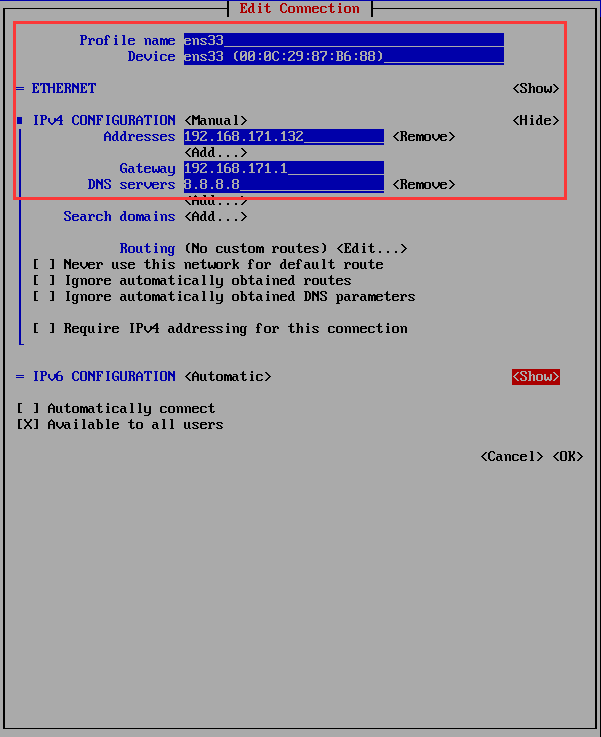 Edit Connection
Profile name ens33
Device ens33 (00:0C:29:87:B6:88)
= ETHERNET <Show>
IPv4 CONFIGURATION <Manual> <Hide>
Addresses 192.168.171.132 <Remove>
<Add...>
Gateway 192.168.171.1
DNS servers 8.8.8.8 <Remove>
<Add...>
Search domains <Add...>
Routing (No custom routes) <Edit...>
[ ] Never use this network for default route
[ ] Ignore automatically obtained routes
[ ] Ignore automatically obtained DNS parameters
[ ] Require IPv4 addressing for this connection
= IPv6 CONFIGURATION <Automatic> <Show>
[ ] Automatically connect
[X] Available to all users
<Cancel> <OK>